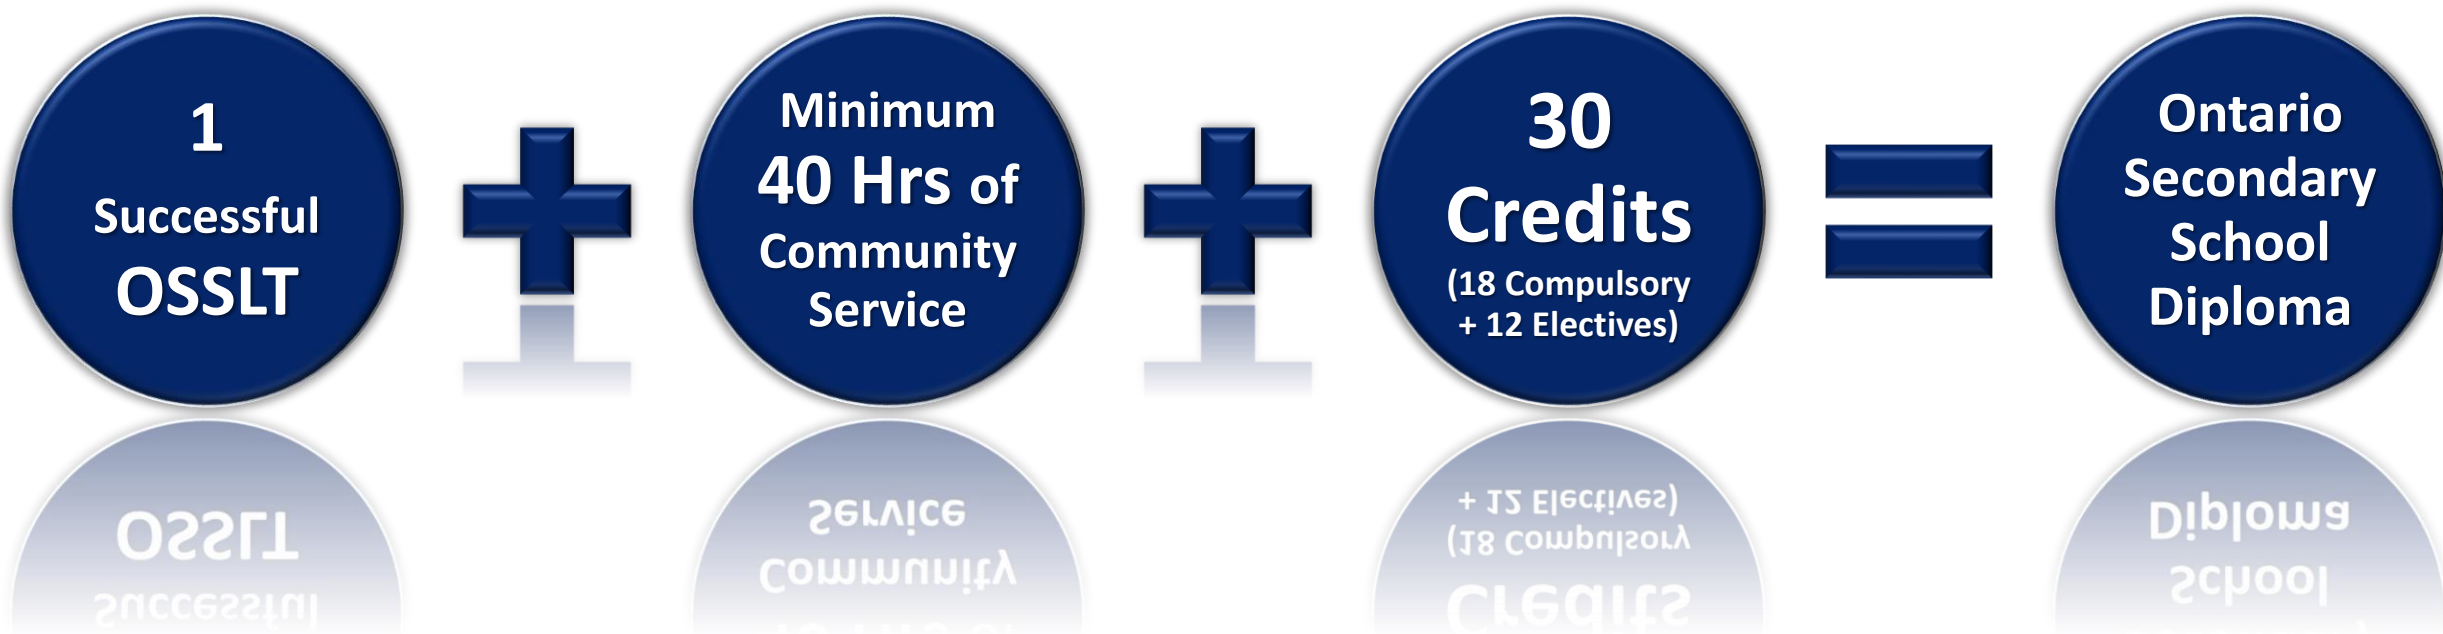 1
Successful
OSSLT
Minimum
40 Hrs of
Community
Service
30
Credits
(18 Compulsory
+ 12 Electives)
Ontario
Secondary
School
Diploma